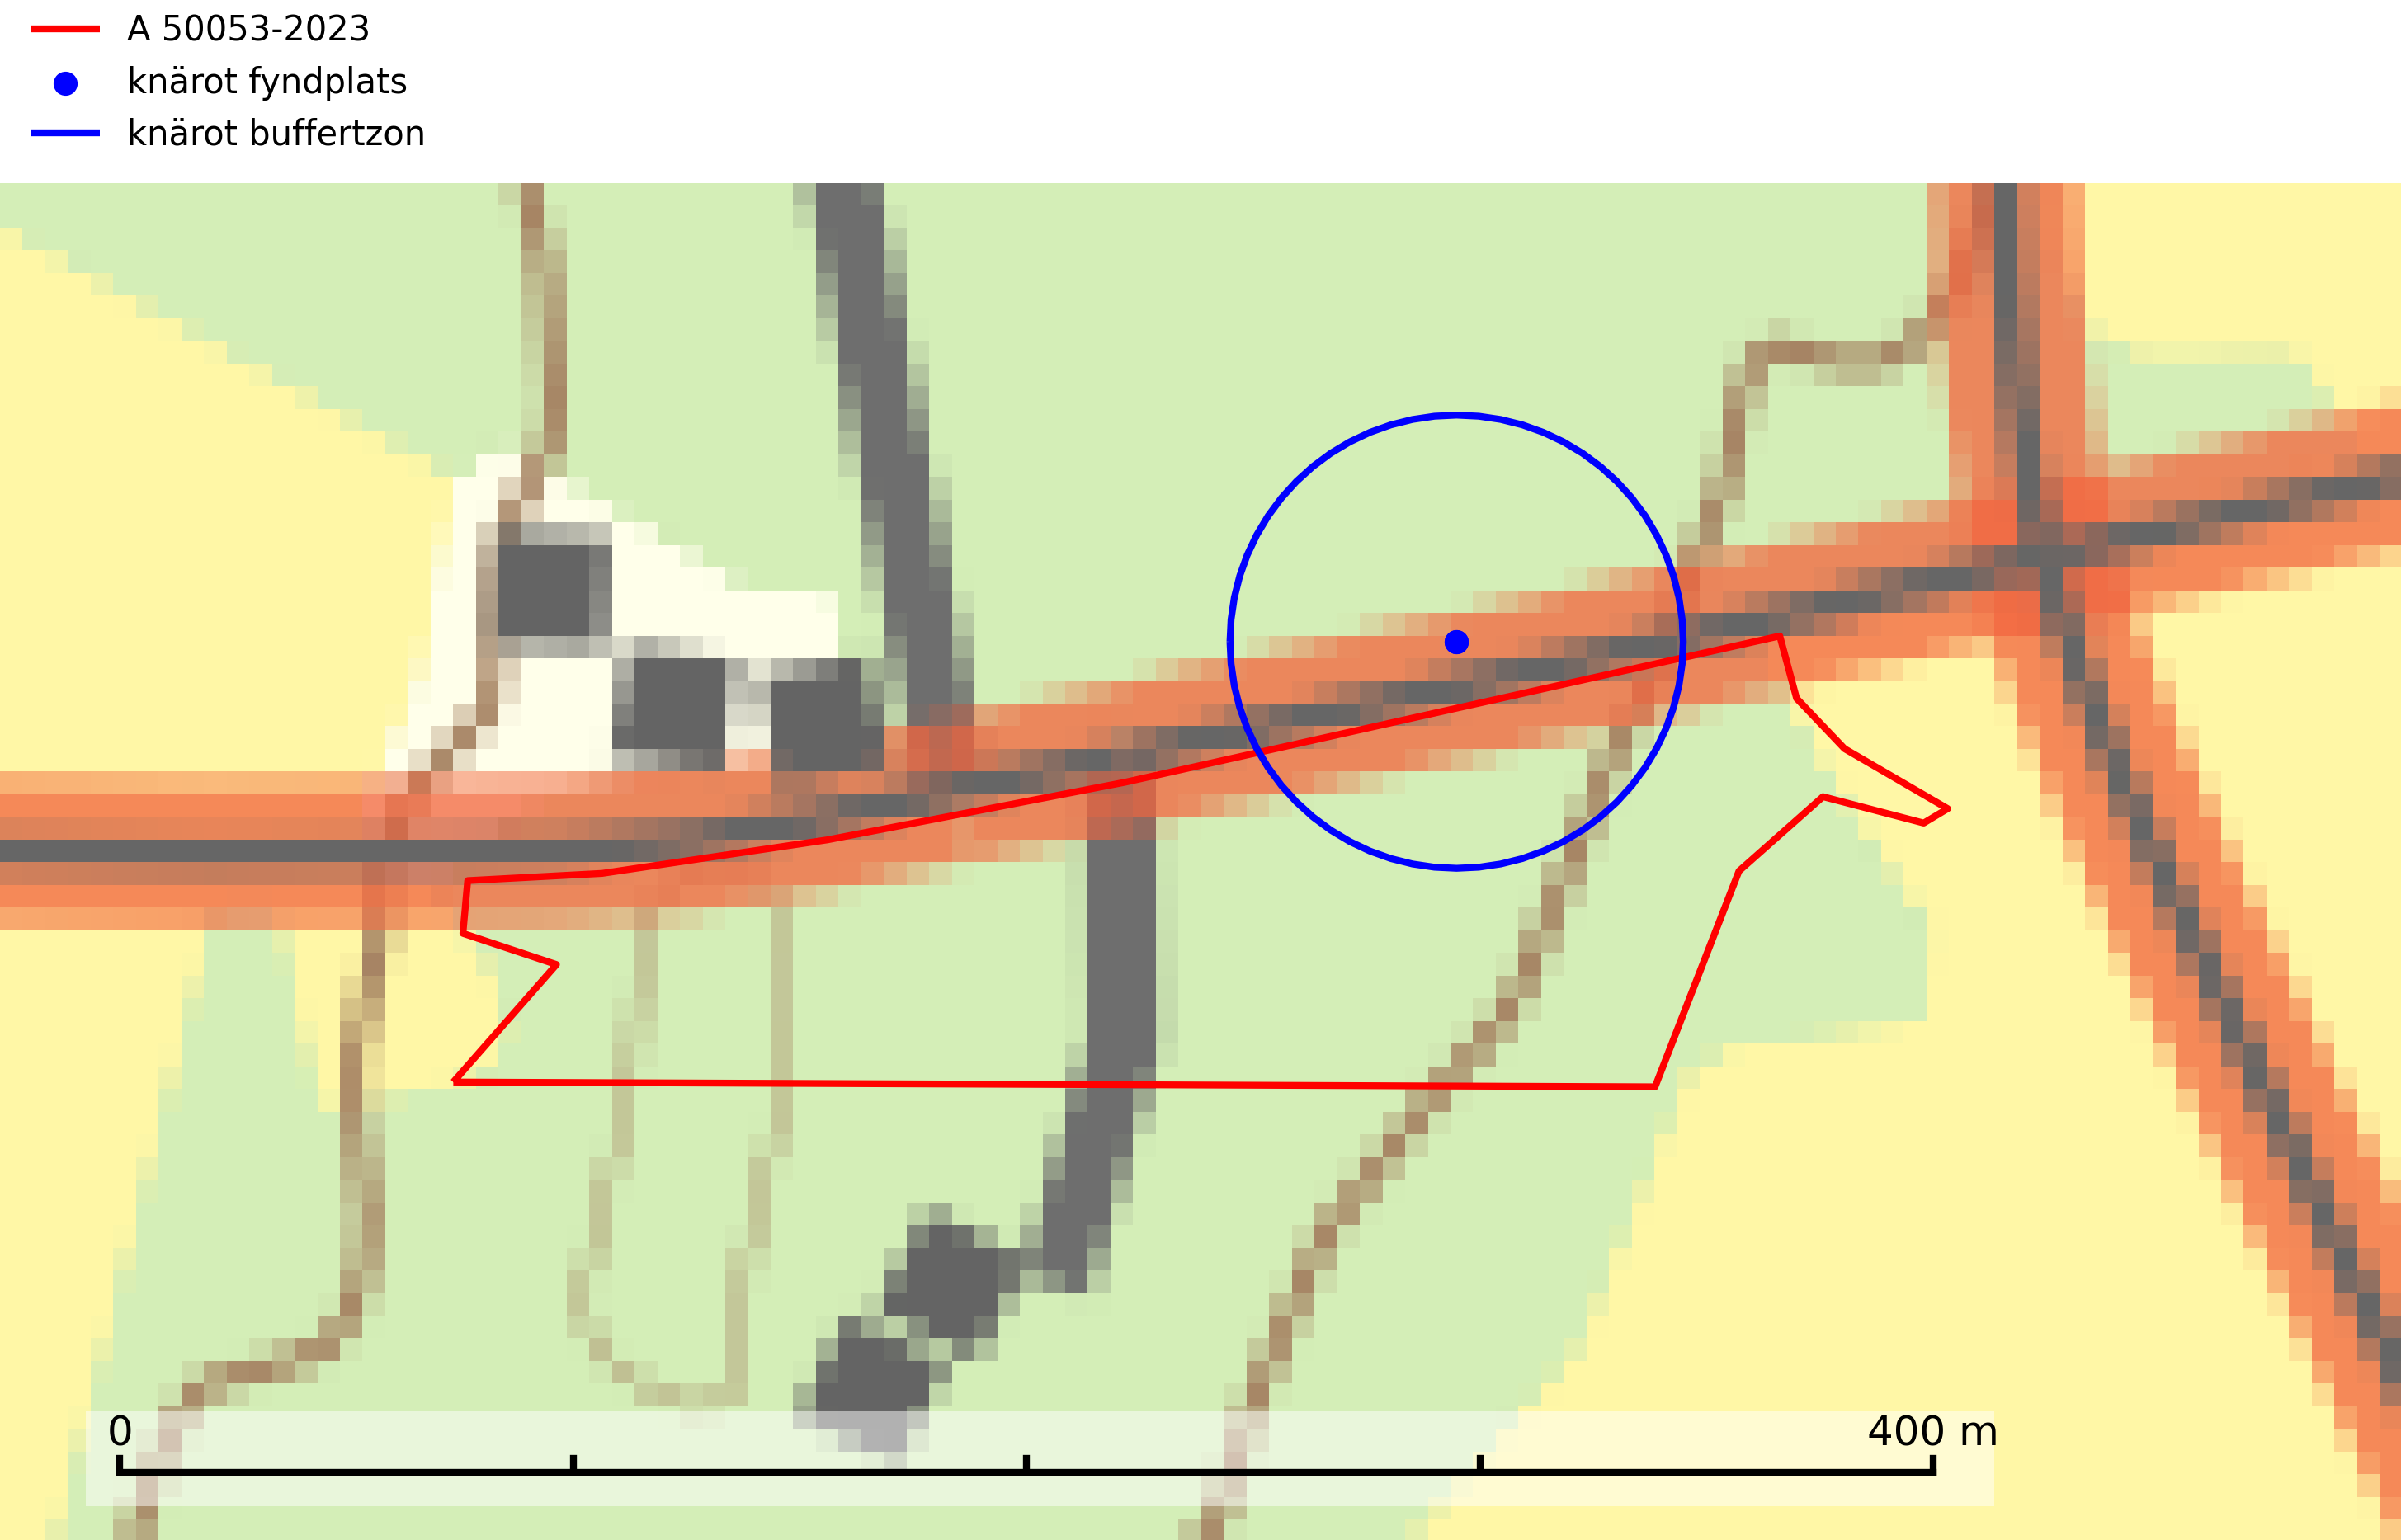 A 50053-2023
knärot fyndplats
knärot buffertzon
0
400 m